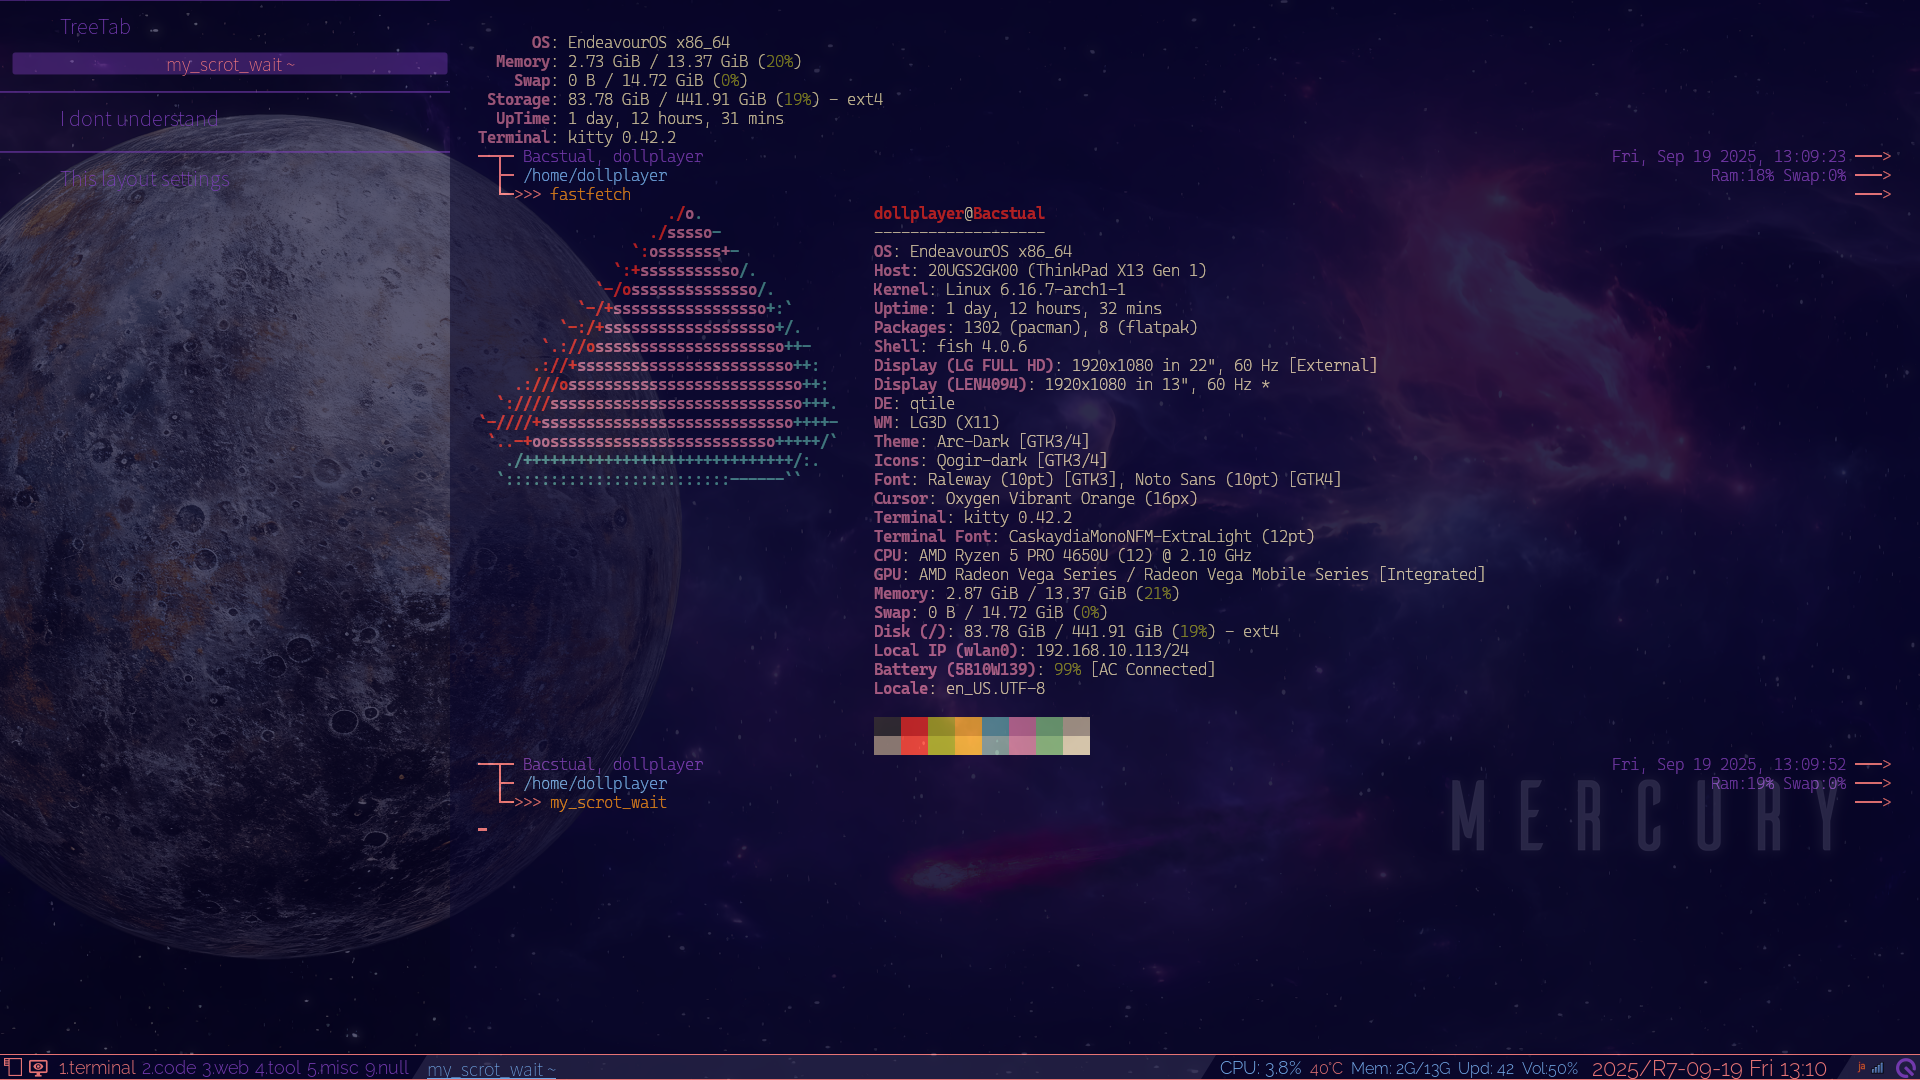 TreeTab
my_scrot_wait ~
I dont understand
This layout settings
OS: EndeavourOS x86_64
Memory: 2.73 GiB / 13.37 GiB (20%)
Swap: 0 B / 14.72 GiB (0%)
Storage: 83.78 GiB / 441.91 GiB (19%) - ext4
UpTime: 1 day, 12 hours, 31 mins
Terminal: kitty 0.42.2
Bacstual, dollplayer Fri, Sep 19 2025, 13:09:23 ──>
/home/dollplayer Ram:18% Swap:0% ──>
>>> fastfetch ──>
./o.
./sssso-
`:osssssss+-
`:+sssssssssso/.
`-/ossssssssssssso/.
`-/+sssssssssssssssso+:`
`-:/+sssssssssssssssssso+/.
`.://osssssssssssssssssssso++-
.://+ssssssssssssssssssssssso++:
.:///ossssssssssssssssssssssssso++:
`:////ssssssssssssssssssssssssssso+++.
`-////+ssssssssssssssssssssssssssso++++-
`..-+oosssssssssssssssssssssssso+++++/`
./++++++++++++++++++++++++++++++/:.
`:::::::::::::::::::::::::------``
dollplayer@Bacstual
-------------------
OS: EndeavourOS x86_64
Host: 20UGS2GK00 (ThinkPad X13 Gen 1)
Kernel: Linux 6.16.7-arch1-1
Uptime: 1 day, 12 hours, 32 mins
Packages: 1302 (pacman), 8 (flatpak)
Shell: fish 4.0.6
Display (LG FULL HD): 1920x1080 in 22", 60 Hz [External]
Display (LEN4094): 1920x1080 in 13", 60 Hz *
DE: qtile
WM: LG3D (X11)
Theme: Arc-Dark [GTK3/4]
Icons: Qogir-dark [GTK3/4]
Font: Raleway (10pt) [GTK3], Noto Sans (10pt) [GTK4]
Cursor: Oxygen Vibrant Orange (16px)
Terminal: kitty 0.42.2
Terminal Font: CaskaydiaMonoNFM-ExtraLight (12pt)
CPU: AMD Ryzen 5 PRO 4650U (12) @ 2.10 GHz
GPU: AMD Radeon Vega Series / Radeon Vega Mobile Series [Integrated]
Memory: 2.87 GiB / 13.37 GiB (21%)
Swap: 0 B / 14.72 GiB (0%)
Disk (/): 83.78 GiB / 441.91 GiB (19%) - ext4
Local IP (wlan0): 192.168.10.113/24
Battery (5B10W139): 99% [AC Connected]
Locale: en_US.UTF-8
Bacstual, dollplayer Fri, Sep 19 2025, 13:09:52 ──>
/home/dollplayer Ram:19% Swap:0% ──>
>>> my_scrot_wait ──>
MERCURY
1.terminal 2.code 3.web 4.tool 5.misc 9.null my_scrot_wait ~ CPU: 3.8% 40°C Mem: 2G/13G Upd: 42 Vol:50% 2025/R7-09-19 Fri 13:10 ja